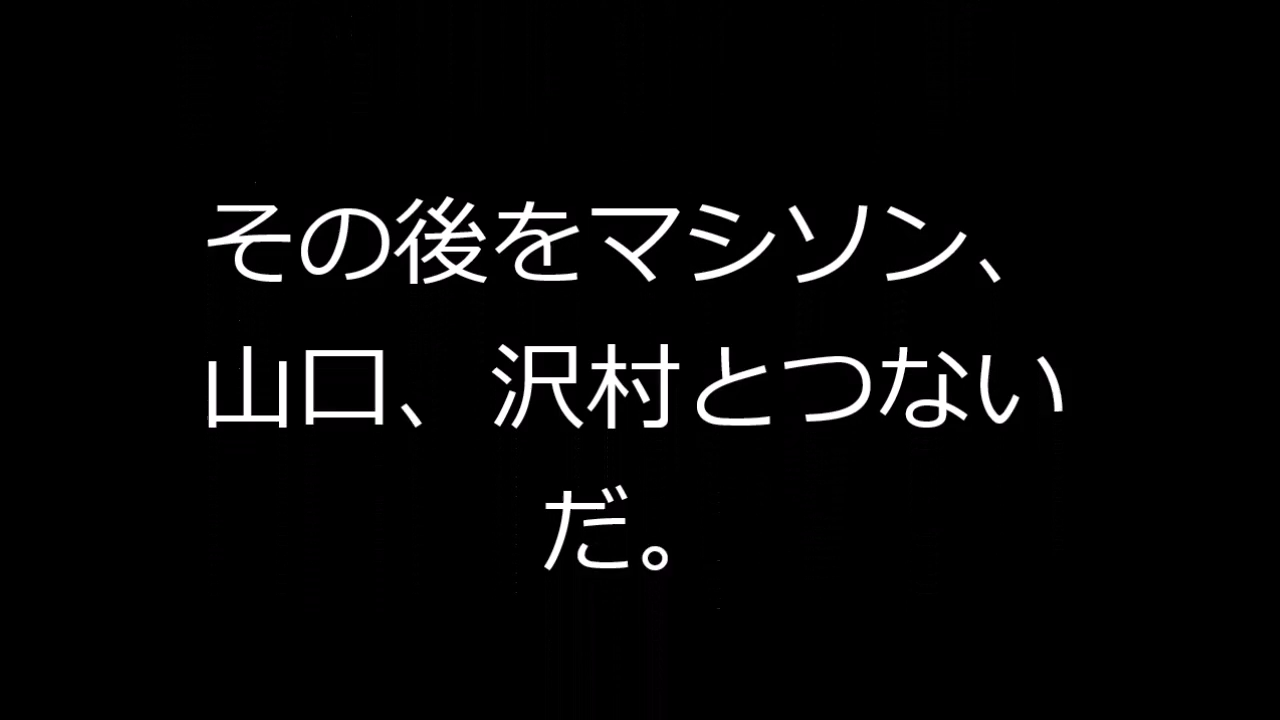 その後をマシソン、
山口、沢村とつない
だ。